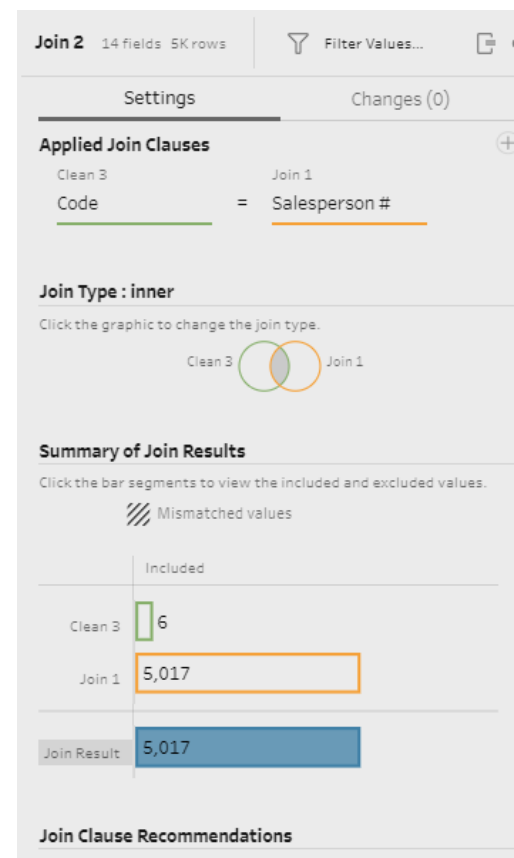 Join 2 14 fields 5K rows Filter Values...
Settings Changes (0)
Applied Join Clauses
Clean 3 Join 1
Code = Salesperson #
Join Type : inner
Click the graphic to change the join type.
Clean 3 Join 1
Summary of Join Results
Click the bar segments to view the included and excluded values.
Mismatched values
Included
Clean 3 6
Join 1 5,017
Join Result 5,017
Join Clause Recommendations